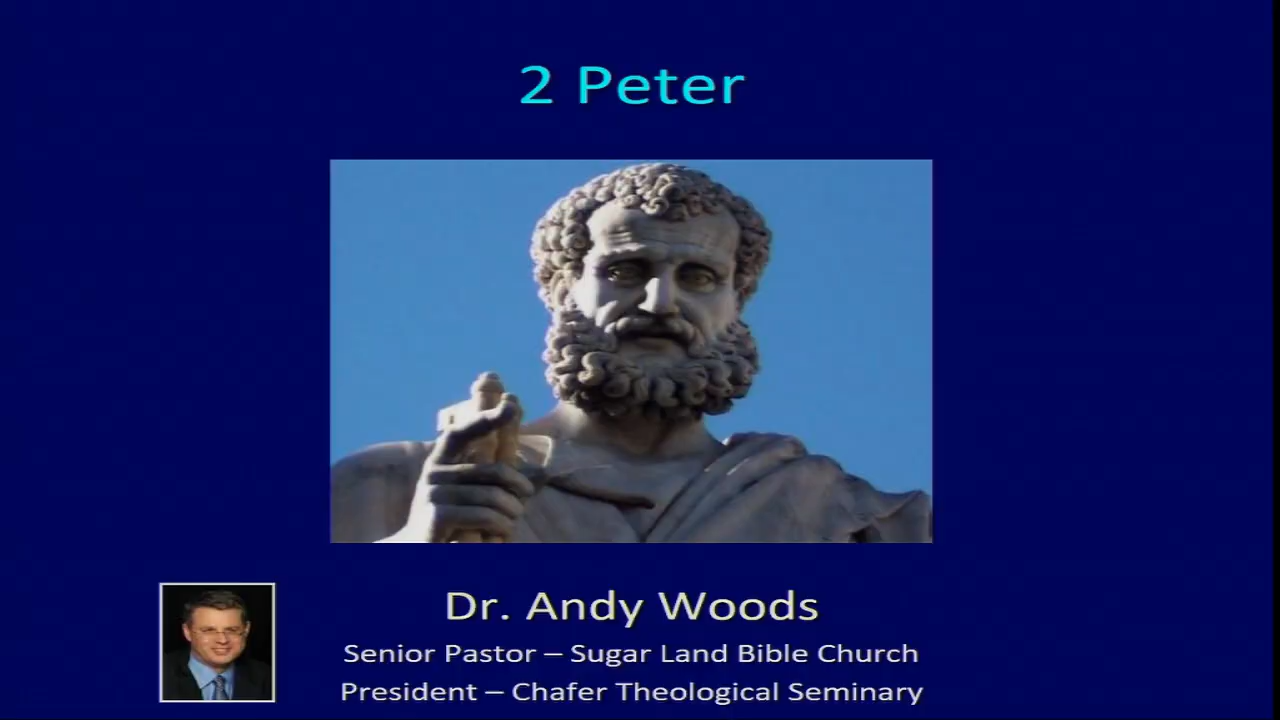 2 Peter
Dr. Andy Woods
Senior Pastor – Sugar Land Bible Church
President – Chafer Theological Seminary